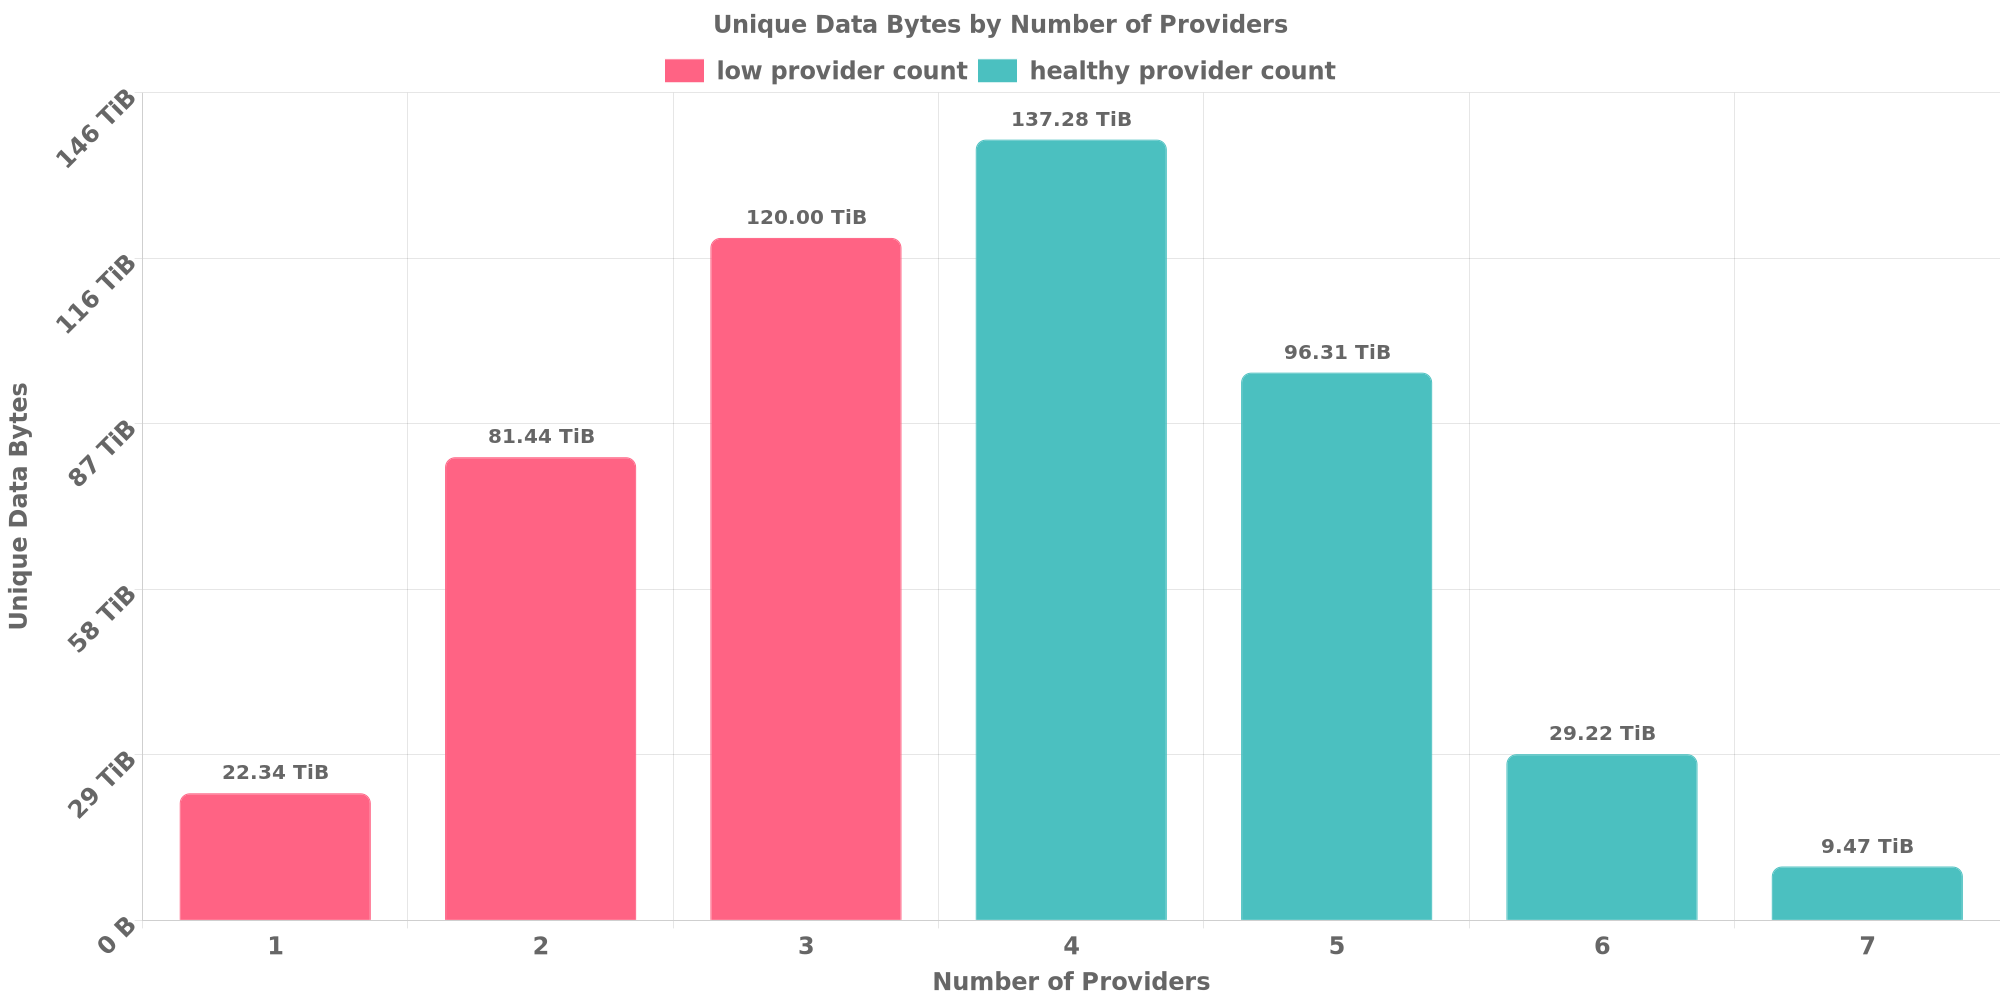 Unique Data Bytes by Number of Providers
low provider count
healthy provider count
146 TiB
116 TiB
87 TiB
58 TiB
29 TiB
0 B
Unique Data Bytes
22.34 TiB
81.44 TiB
120.00 TiB
137.28 TiB
96.31 TiB
29.22 TiB
9.47 TiB
1 2 3 4 5 6 7
Number of Providers